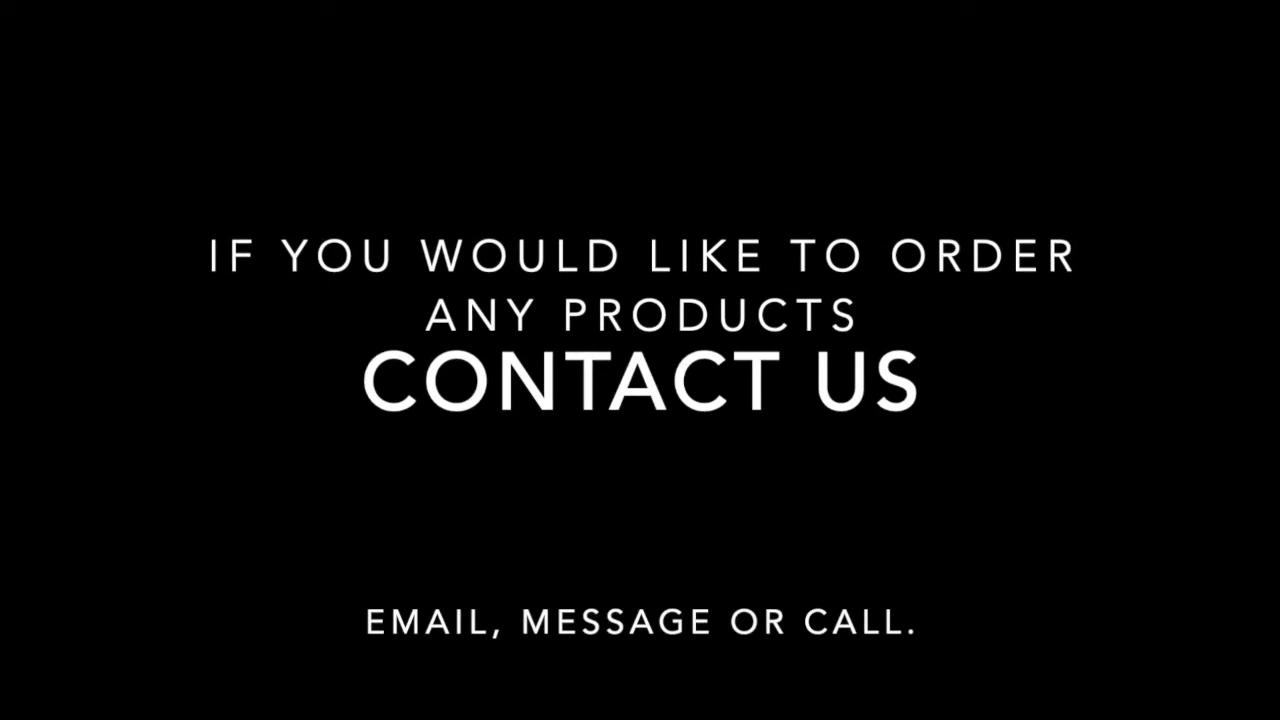 IF YOU WOULD LIKE TO ORDER
ANY PRODUCTS
CONTACT US
EMAIL, MESSAGE OR CALL.